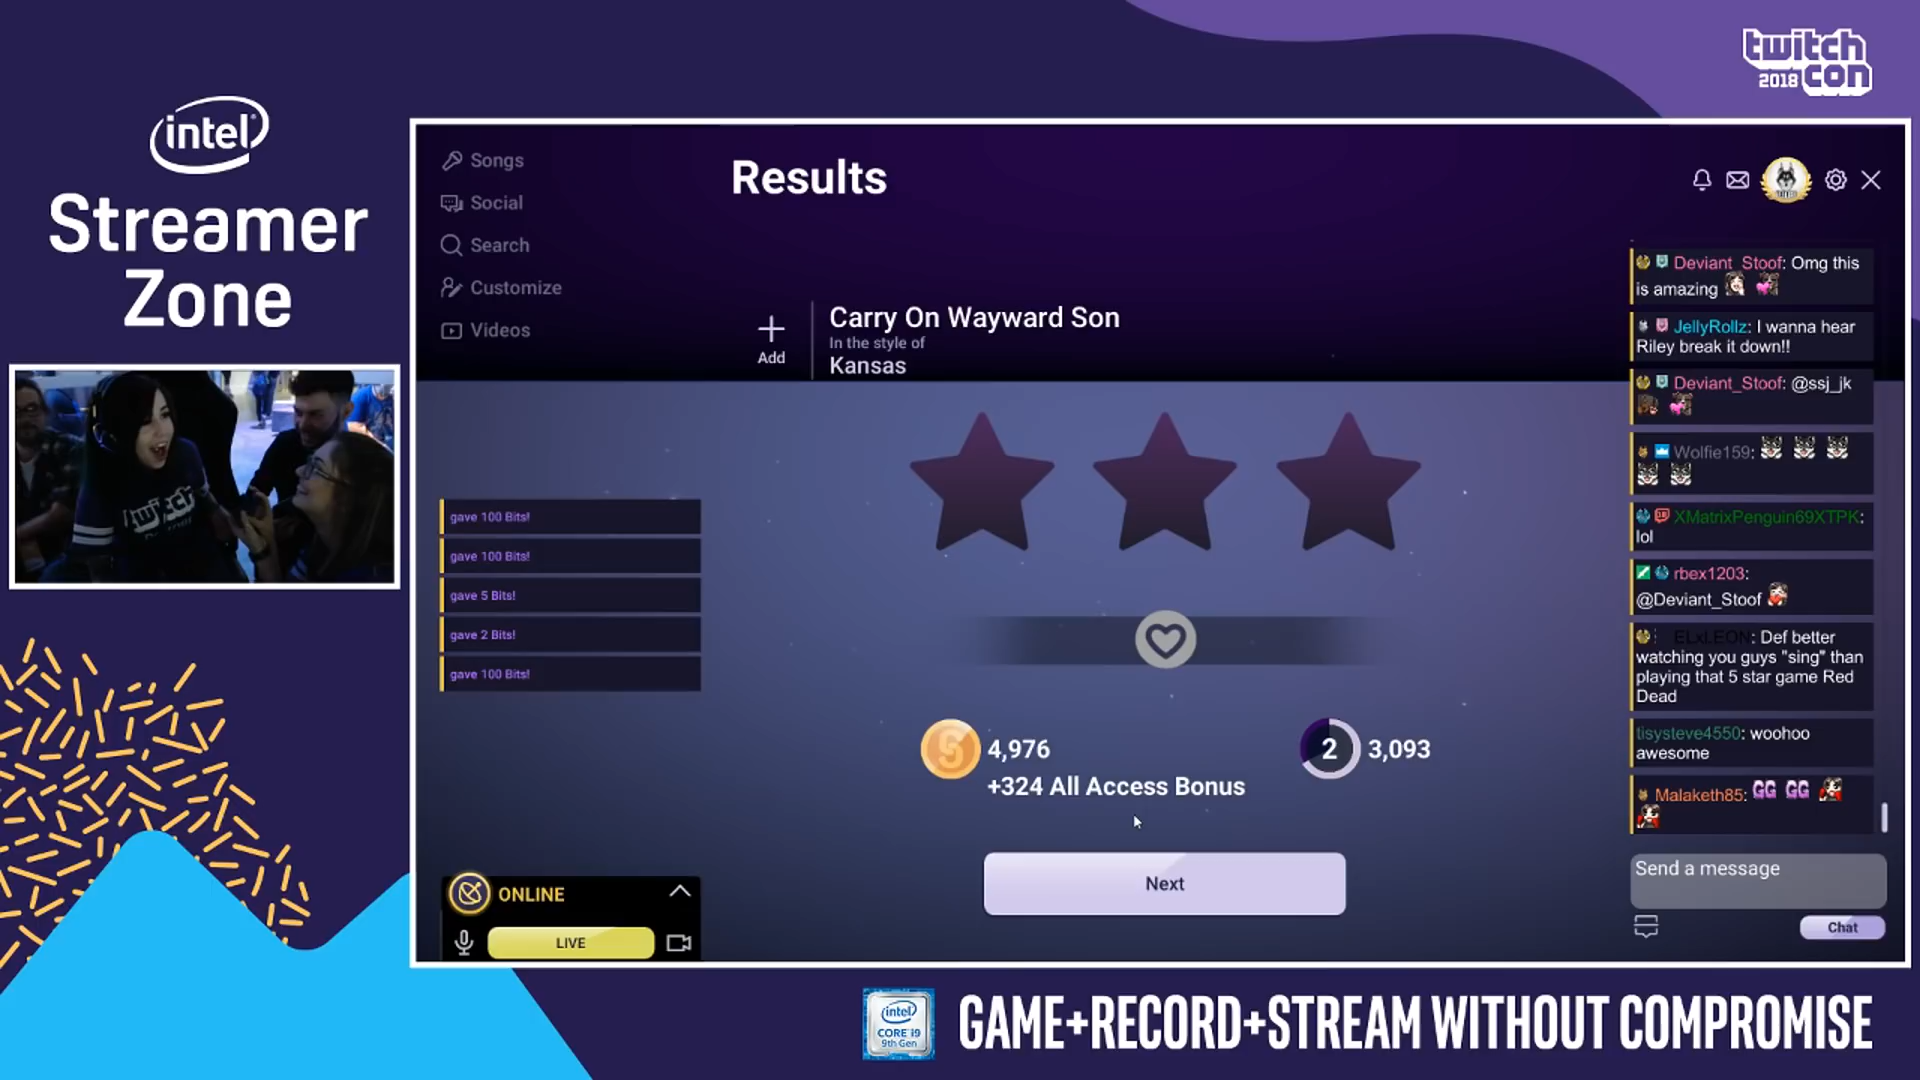 intel
Streamer
Zone
twitch
2018 con
Songs
Social
Search
Customize
Videos
Results
Add
Carry On Wayward Son
In the style of
Kansas
gave 100 Bits!
gave 100 Bits!
gave 5 Bits!
gave 2 Bits!
gave 100 Bits!
twitch
4,976
+324 All Access Bonus
2 3,093
Next
ONLINE
LIVE
Deviant_Stoof: Omg this
is amazing
JellyRollz: I wanna hear
Riley break it down!!
Deviant_Stoof: @ssj_jk
Wolfie159:
XMatrixPenguin69XTPK:
lol
rbex1203:
@Deviant_Stoof
ELxLEON: Def better
watching you guys "sing" than
playing that 5 star game Red
Dead
tisysteve4550: woohoo
awesome
Malaketh85: GG GG
Send a message
Chat
intel
CORE i9
9th Gen
GAME+RECORD+STREAM WITHOUT COMPROMISE